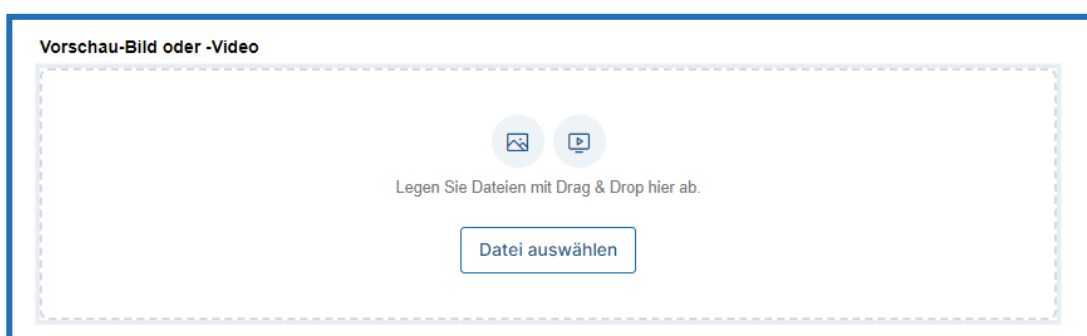 Vorschau-Bild oder -Video
Legen Sie Dateien mit Drag & Drop hier ab.
Datei auswählen